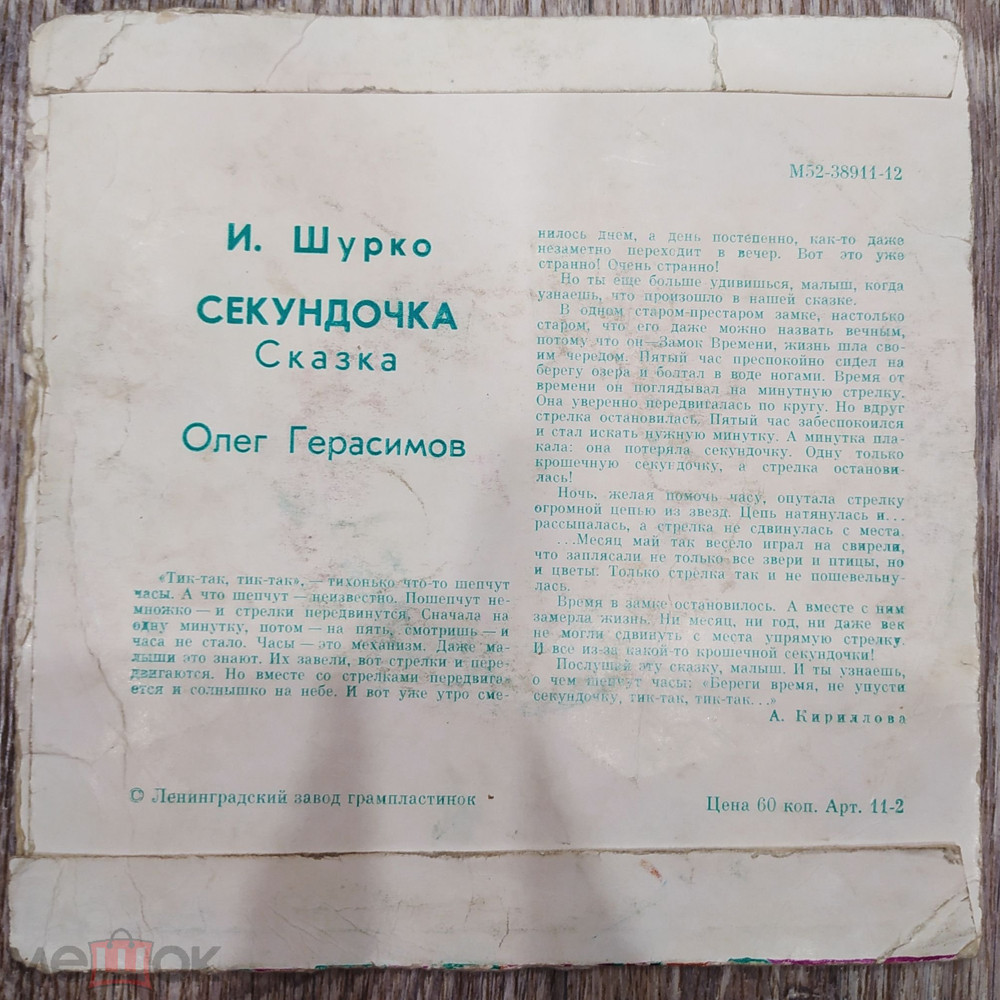 М52-38911-12
И. Шурко
СЕКУНДОЧКА
Сказка
Олег Герасимов
«Тик-так, тик-так», — тихонько что-то шепчут
часы. А что шепчут — неизвестно. Пошепчут не-
множко — и стрелки передвинутся. Сначала на
одну минутку, потом — на пять, смотришь — и
часа не стало. Часы — это механизм. Даже ма-
лыши это знают. Их завели, вот стрелки и пере-
двигаются. Но вместе со стрелками передвига-
ется и солнышко на небе. И вот уже утро сме-
нилось днем, а день постепенно, как-то даже
незаметно переходит в вечер. Вот это уже
странно! Очень странно!
Но ты еще больше удивишься, малыш, когда
узнаешь, что произошло в нашей сказке.
В одном старом-престаром замке, настолько
старом, что его даже можно назвать вечным,
потому что он — Замок Времени, жизнь шла сво-
им чередом. Пятый час преспокойно сидел на
берегу озера и болтал в воде ногами. Время от
времени он поглядывал на минутную стрелку.
Она уверенно передвигалась по кругу. Но вдруг
стрелка остановилась. Пятый час забеспокоился
и стал искать нужную минутку. А минутка пла-
кала: она потеряла секундочку. Одну только
крошечную секундочку, а стрелка останови-
лась!
Ночь, желая помочь часу, опутала стрелку
огромной цепью из звезд. Цепь натянулась и...
рассыпалась, а стрелка не сдвинулась с места.
...Месяц май так весело играл на свирели,
что заплясали не только все звери и птицы, но
и цветы. Только стрелка так и не пошевельну-
лась.
Время в замке остановилось. А вместе с ним
замерла жизнь. Ни месяц, ни год, ни даже век
не могли сдвинуть с места упрямую стрелку.
И все из-за какой-то крошечной секундочки!
Послушай эту сказку, малыш. И ты узнаешь,
о чем шепчут часы: «Береги время, не упусти
секундочку, тик-так, тик-так...»
А. Кириллова
© Ленинградский завод грампластинок
Цена 60 коп. Арт. 11-2
мешок